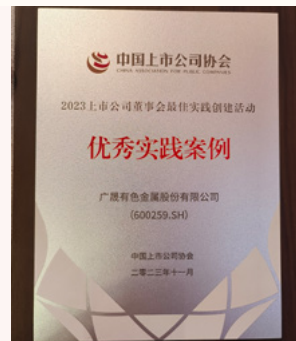 中国上市公司协会
CHINA ASSOCIATION FOR PUBLIC COMPANIES
2023上市公司董事会最佳实践创建活动
优秀实践案例
广晟有色金属股份有限公司
(600259.SH)
中国上市公司协会
二零二三年十一月